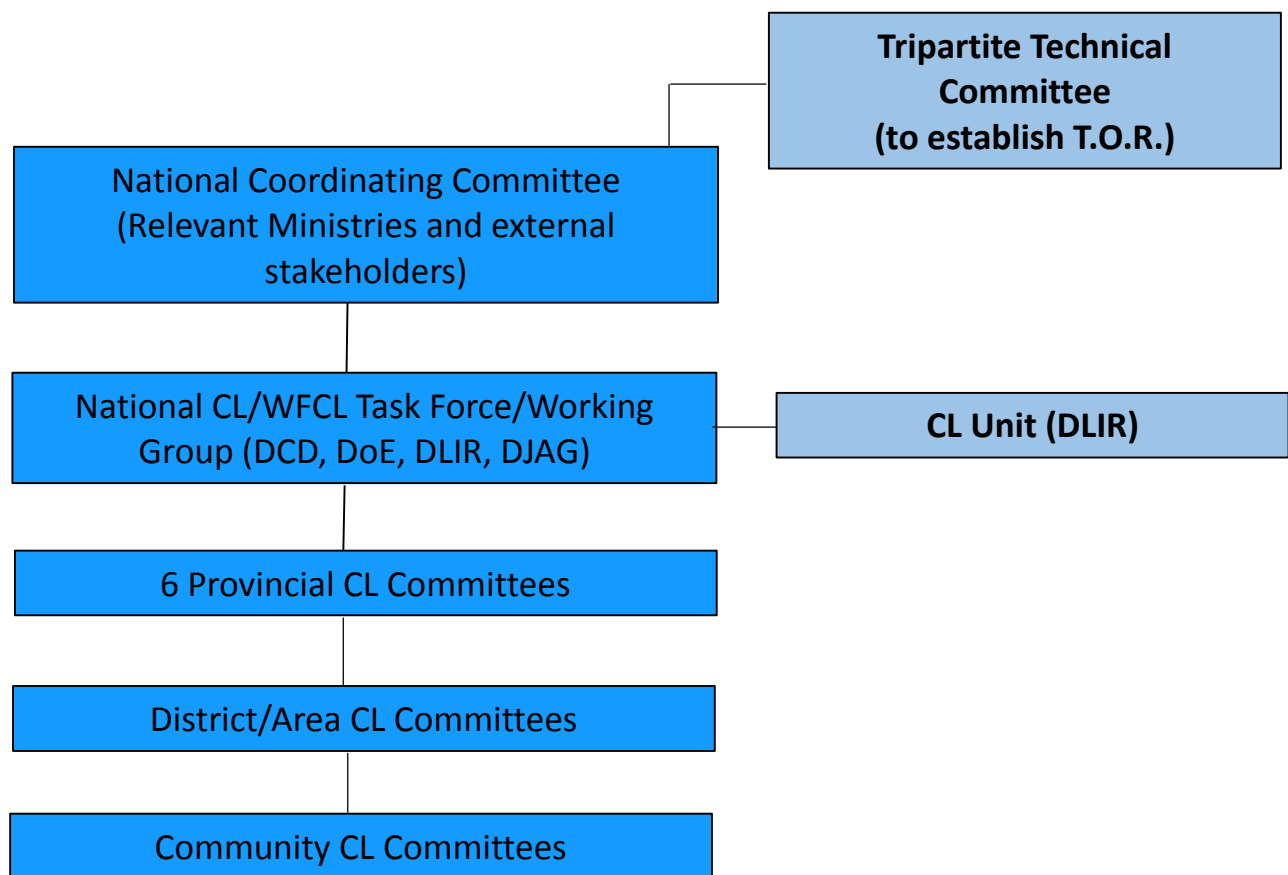 Tripartite Technical
Committee
(to establish T.O.R.)
National Coordinating Committee
(Relevant Ministries and external
stakeholders)
National CL/WFCL Task Force/Working
Group (DCD, DoE, DLIR, DJAG)
CL Unit (DLIR)
6 Provincial CL Committees
District/Area CL Committees
Community CL Committees